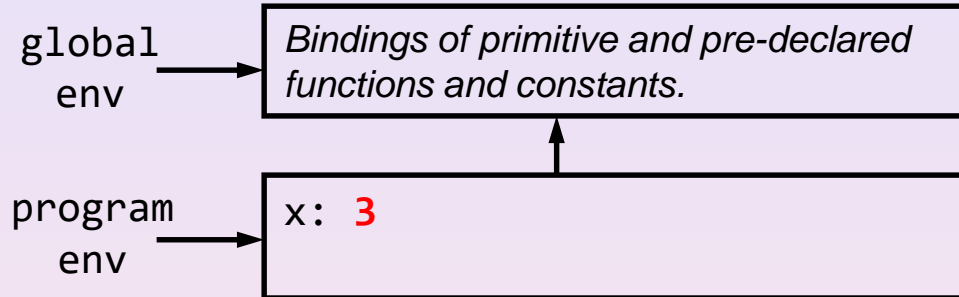 global
env
Bindings of primitive and pre-declared
functions and constants.
program
env
x: 3